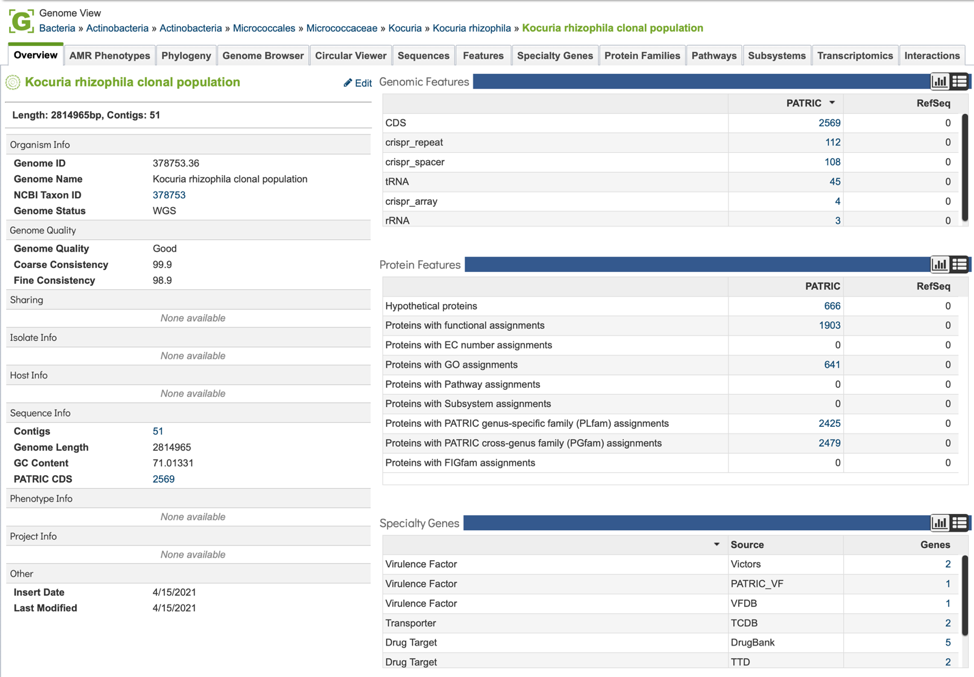 Genome View
Bacteria » Actinobacteria » Actinobacteria » Micrococcales » Micrococcaceae » Kocuria » Kocuria rhizophila » Kocuria rhizophila clonal population
Overview AMR Phenotypes Phylogeny Genome Browser Circular Viewer Sequences Features Specialty Genes Protein Families Pathways Subsystems Transcriptomics Interactions
Kocuria rhizophila clonal population Edit
Length: 2814965bp, Contigs: 51
Organism Info
Genome ID 378753.36
Genome Name Kocuria rhizophila clonal population
NCBI Taxon ID 378753
Genome Status WGS
Genome Quality
Genome Quality Good
Coarse Consistency 99.9
Fine Consistency 98.9
Sharing
None available
Isolate Info
None available
Host Info
None available
Sequence Info
Contigs 51
Genome Length 2814965
GC Content 71.01331
PATRIC CDS 2569
Phenotype Info
None available
Project Info
None available
Other
Insert Date 4/15/2021
Last Modified 4/15/2021
Genomic Features
PATRIC RefSeq
CDS 2569 0
crispr_repeat 112 0
crispr_spacer 108 0
tRNA 45 0
crispr_array 4 0
rRNA 3 0
Protein Features
PATRIC RefSeq
Hypothetical proteins 666 0
Proteins with functional assignments 1903 0
Proteins with EC number assignments 0 0
Proteins with GO assignments 641 0
Proteins with Pathway assignments 0 0
Proteins with Subsystem assignments 0 0
Proteins with PATRIC genus-specific family (PLfam) assignments 2425 0
Proteins with PATRIC cross-genus family (PGfam) assignments 2479 0
Proteins with FIGfam assignments 0 0
Specialty Genes
Source Genes
Virulence Factor Victors 2
Virulence Factor PATRIC_VF 1
Virulence Factor VFDB 1
Transporter TCDB 2
Drug Target DrugBank 5
Drug Target TTD 2